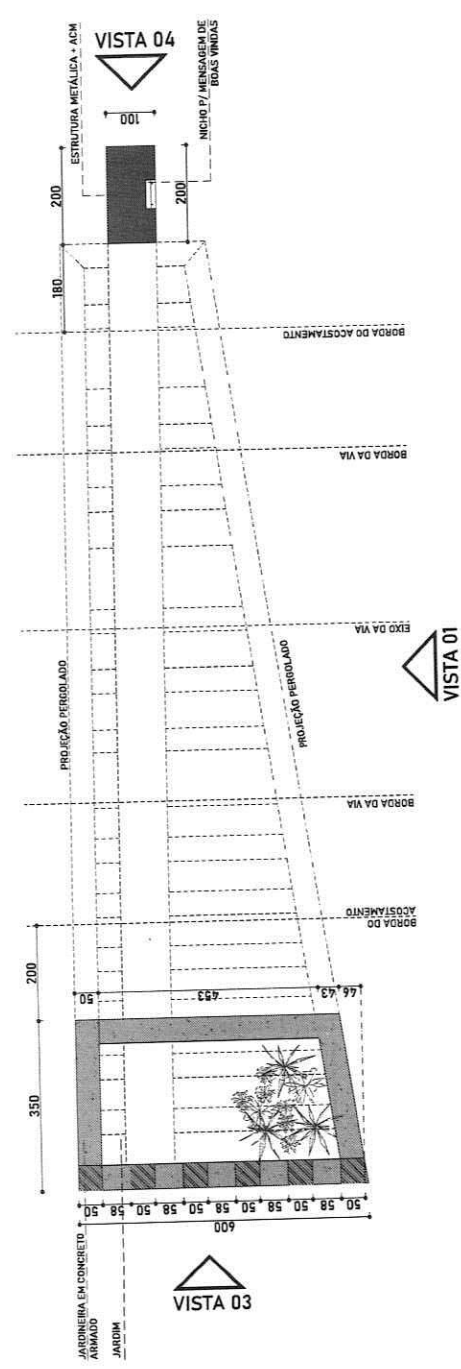 VISTA 04
ESTRUTURA METÁLICA + ACM
NICHO P/ MENSAGEM DE
BOAS VINDAS
100
200
200
180
BORDA DO ACOSTAMENTO
BORDA DA VIA
EIXO DA VIA
PROJEÇÃO PERGOLADO
PROJEÇÃO PERGOLADO
VISTA 01
BORDA DA VIA
BORDA DO
ACOSTAMENTO
200
350
50
453
43
46
50
58
50
58
50
58
50
58
50
58
50
600
JARDINEIRA EM CONCRETO
ARMADO
JARDIM
VISTA 03